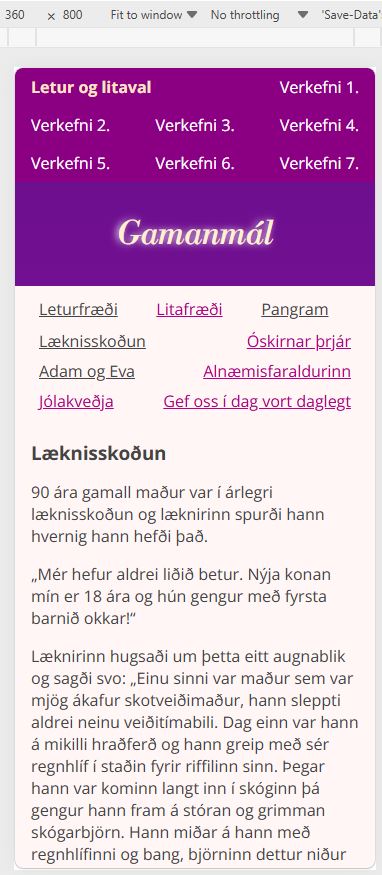 360 × 800 Fit to window No throttling 'Save-Data'
Letur og litaval Verkefni 1.
Verkefni 2. Verkefni 3. Verkefni 4.
Verkefni 5. Verkefni 6. Verkefni 7.
Gamanmál
Leturfræði Litafræði Pangram
Læknisskoðun Óskirnar þrjár
Adam og Eva Alnæmisfaraldurinn
Jólakveðja Gef oss í dag vort daglegt
Læknisskoðun
90 ára gamall maður var í árlegri
læknisskoðun og læknirinn spurði hann
hvernig hann hefði það.
„Mér hefur aldrei liðið betur. Nýja konan
mín er 18 ára og hún gengur með fyrsta
barnið okkar!“
Læknirinn hugsaði um þetta eitt augnablik
og sagði svo: „Einu sinni var maður sem var
mjög ákafur skotveiðimaður, hann sleppti
aldrei neinu veiðitímabili. Dag einn var hann
á mikilli hraðferð og hann greip með sér
regnhlíf í staðin fyrir riffilinn sinn. Þegar
hann var kominn langt inn í skóginn þá
gengur hann fram á stóran og grimman
skógarbjörn. Hann miðar á hann með
regnhlífinni og bang, björninn dettur niður